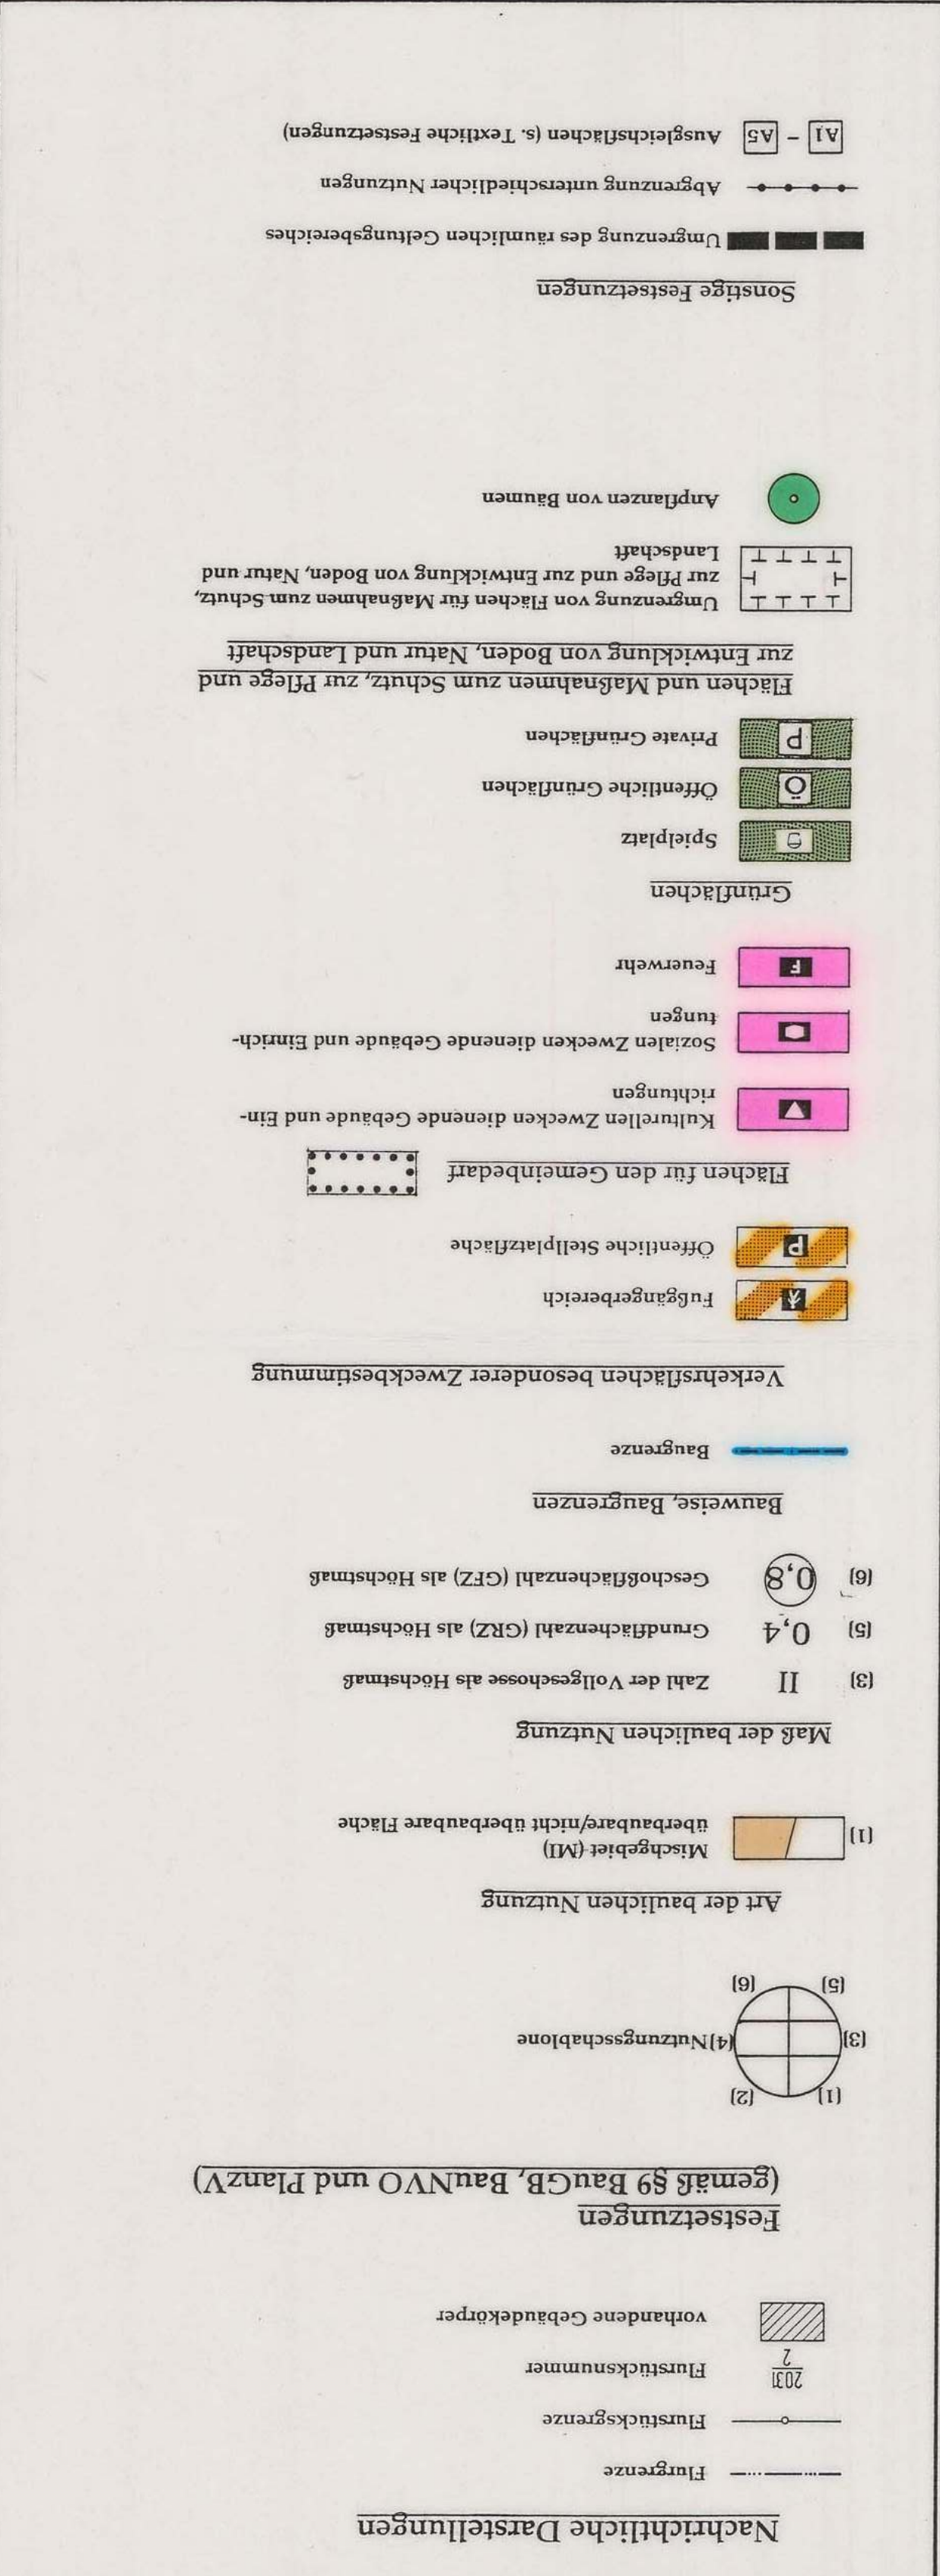 Nachrichtliche Darstellungen
Flurgrenze
Flurstücksgrenze
2031
2
Flurstücksnummer
vorhandene Gebäudekörper
Festsetzungen
(gemäß §9 BauGB, BauNVO und PlanzV)
(1) (2)
(3) (4) Nutzungsschablone
(5) (6)
Art der baulichen Nutzung
(1) Mischgebiet (MI)
überbaubare/nicht überbaubare Fläche
Maß der baulichen Nutzung
(3) II Zahl der Vollgeschosse als Höchstmaß
(5) 0,4 Grundflächenzahl (GRZ) als Höchstmaß
(6) 0,8 Geschoßflächenzahl (GFZ) als Höchstmaß
Bauweise, Baugrenzen
Baugrenze
Verkehrsflächen besonderer Zweckbestimmung
Fußgängerbereich
P Öffentliche Stellplatzfläche
Flächen für den Gemeinbedarf
Kulturellen Zwecken dienende Gebäude und Ein-
richtungen
Sozialen Zwecken dienende Gebäude und Einrich-
tungen
F Feuerwehr
Grünflächen
Spielplatz
Ö Öffentliche Grünflächen
P Private Grünflächen
Flächen und Maßnahmen zum Schutz, zur Pflege und
zur Entwicklung von Boden, Natur und Landschaft
Umgrenzung von Flächen für Maßnahmen zum Schutz,
zur Pflege und zur Entwicklung von Boden, Natur und
Landschaft
Anpflanzen von Bäumen
Sonstige Festsetzungen
Umgrenzung des räumlichen Geltungsbereiches
Abgrenzung unterschiedlicher Nutzungen
A1 – A5 Ausgleichsflächen (s. Textliche Festsetzungen)